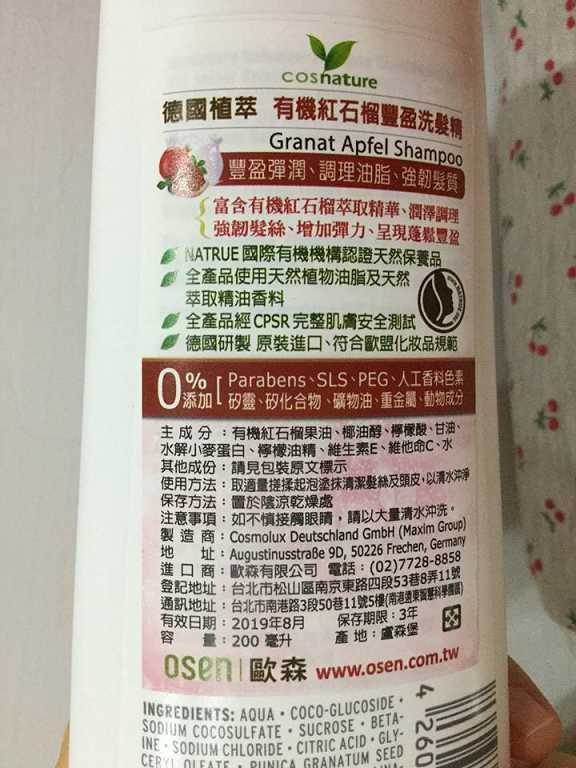 cosnature
德國植萃 有機紅石榴豐盈洗髮精
Granat Apfel Shampoo
豐盈彈潤、調理油脂、強韌髮質
富含有機紅石榴萃取精華、潤澤調理
強韌髮絲、增加彈力、呈現蓬鬆豐盈
NATRUE 國際有機機構認證天然保養品
全產品使用天然植物油脂及天然
萃取精油香料
全產品經 CPSR 完整肌膚安全測試
德國研製 原裝進口、符合歐盟化妝品規範
0% 添加 [ Parabens、SLS、PEG、人工香料色素
矽靈、矽化合物、礦物油、重金屬、動物成分
主成分：有機紅石榴果油、椰油醇、檸檬酸、甘油、
水解小麥蛋白、檸檬油精、維生素E、維他命C、水
其他成份：請見包裝原文標示
使用方法：取適量搓揉起泡塗抹清潔髮絲及頭皮，以清水沖淨
保存方法：置於陰涼乾燥處
注意事項：如不慎接觸眼睛，請以大量清水沖洗。
製造商：Cosmolux Deutschland GmbH (Maxim Group)
地址：Augustinusstraße 9D, 50226 Frechen, Germany
進口商：歐森有限公司 電話：(02)7728-8858
登記地址：台北市松山區南京東路四段53巷8弄11號
通訊地址：台北市南港路3段50巷11號5樓(南港遠東智慧科學園區)
有效日期：2019年8月 保存期限：3年
容量：200 毫升 產地：盧森堡
osen 歐森 www.osen.com.tw
INGREDIENTS: AQUA • COCO-GLUCOSIDE •
SODIUM COCOSULFATE • SUCROSE • BETA-
INE • SODIUM CHLORIDE • CITRIC ACID • GLY-
CERYL OLEATE • PUNICA GRANATUM SEED
4 260